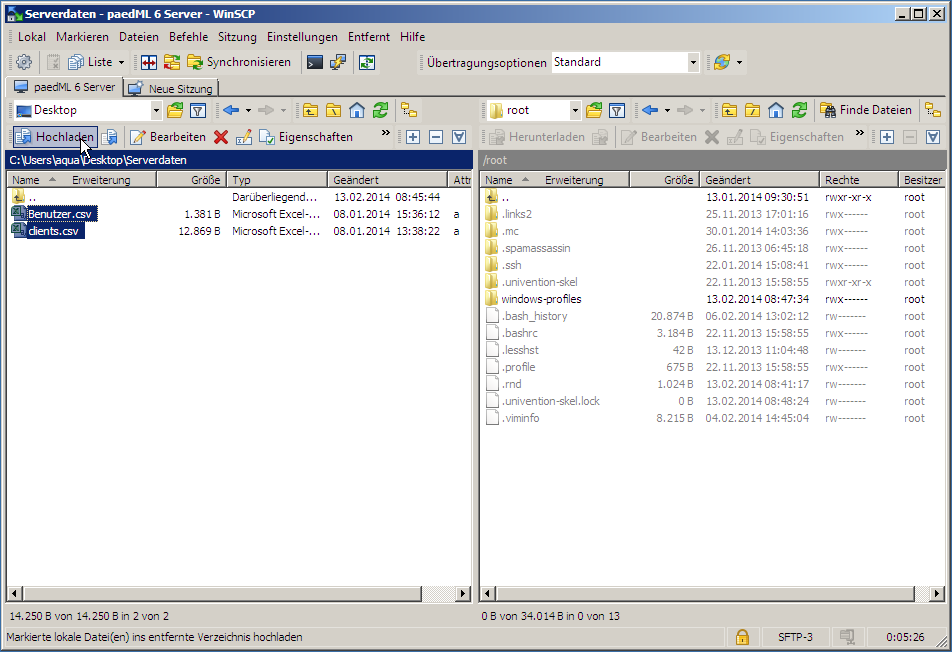 Serverdaten - paedML 6 Server - WinSCP
Lokal Markieren Dateien Befehle Sitzung Einstellungen Entfernt Hilfe
Liste Synchronisieren Übertragungsoptionen Standard
paedML 6 Server Neue Sitzung
Desktop root Finde Dateien
Hochladen Bearbeiten Eigenschaften » Herunterladen Bearbeiten Eigenschaften »
C:\Users\aqua\Desktop\Serverdaten /root
Name Erweiterung Größe Typ Geändert Attr Name Erweiterung Größe Geändert Rechte Besitzer
.. Darüberliegend... 13.02.2014 08:45:44 .. 13.01.2014 09:30:51 rwxr-xr-x root
Benutzer.csv 1.381 B Microsoft Excel-... 08.01.2014 15:36:12 a .links2 25.11.2013 17:01:16 rwx------ root
clients.csv 12.869 B Microsoft Excel-... 08.01.2014 13:38:22 a .mc 30.01.2014 14:03:36 rwx------ root
.spamassassin 26.11.2013 06:45:18 rwx------ root
.ssh 22.01.2014 15:08:41 rwx------ root
.univention-skel 22.11.2013 15:58:55 rwxr-xr-x root
windows-profiles 13.02.2014 08:47:34 rwx------ root
.bash_history 20.874 B 06.02.2014 13:02:12 rw------- root
.bashrc 3.184 B 22.11.2013 15:58:55 rwx------ root
.lesshst 42 B 13.12.2013 11:04:48 rw------- root
.profile 675 B 22.11.2013 15:58:55 rwx------ root
.rnd 1.024 B 13.02.2014 08:41:17 rw------- root
.univention-skel.lock 0 B 13.02.2014 08:48:24 rw------- root
.viminfo 8.215 B 04.02.2014 14:45:04 rw------- root
14.250 B von 14.250 B in 2 von 2 0 B von 34.014 B in 0 von 13
Markierte lokale Datei(en) ins entfernte Verzeichnis hochladen SFTP-3 0:05:26